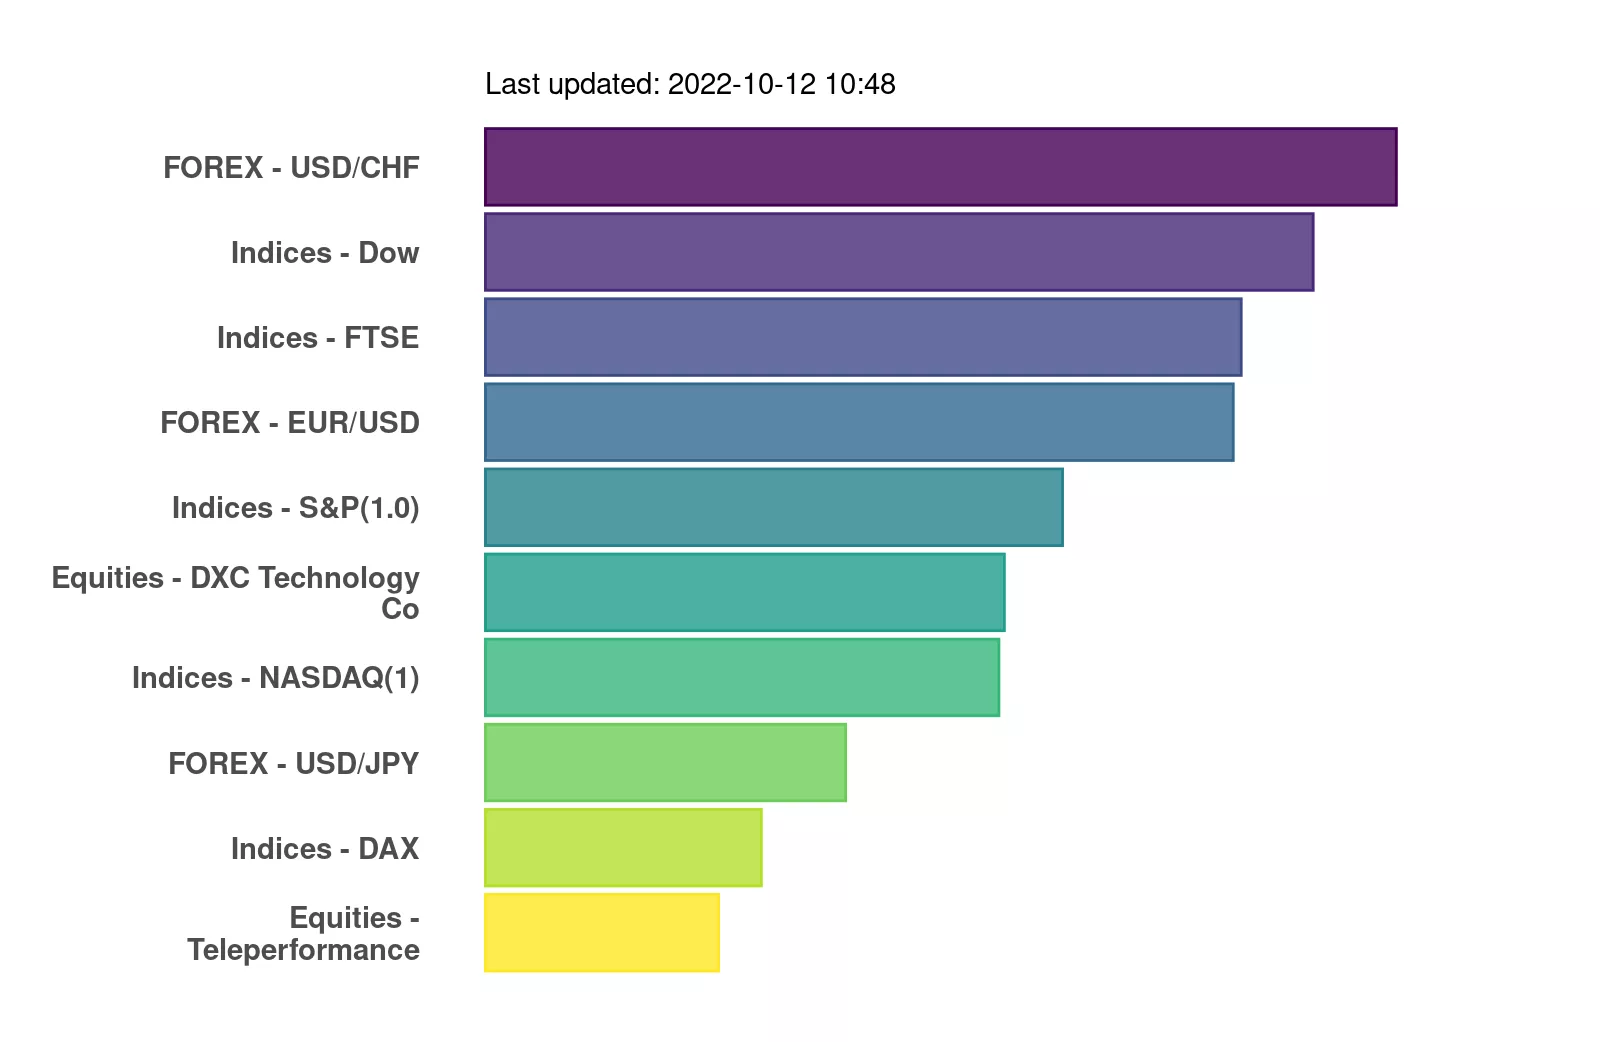 Last updated: 2022-10-12 10:48
FOREX - USD/CHF
Indices - Dow
Indices - FTSE
FOREX - EUR/USD
Indices - S&P(1.0)
Equities - DXC Technology
Co
Indices - NASDAQ(1)
FOREX - USD/JPY
Indices - DAX
Equities -
Teleperformance